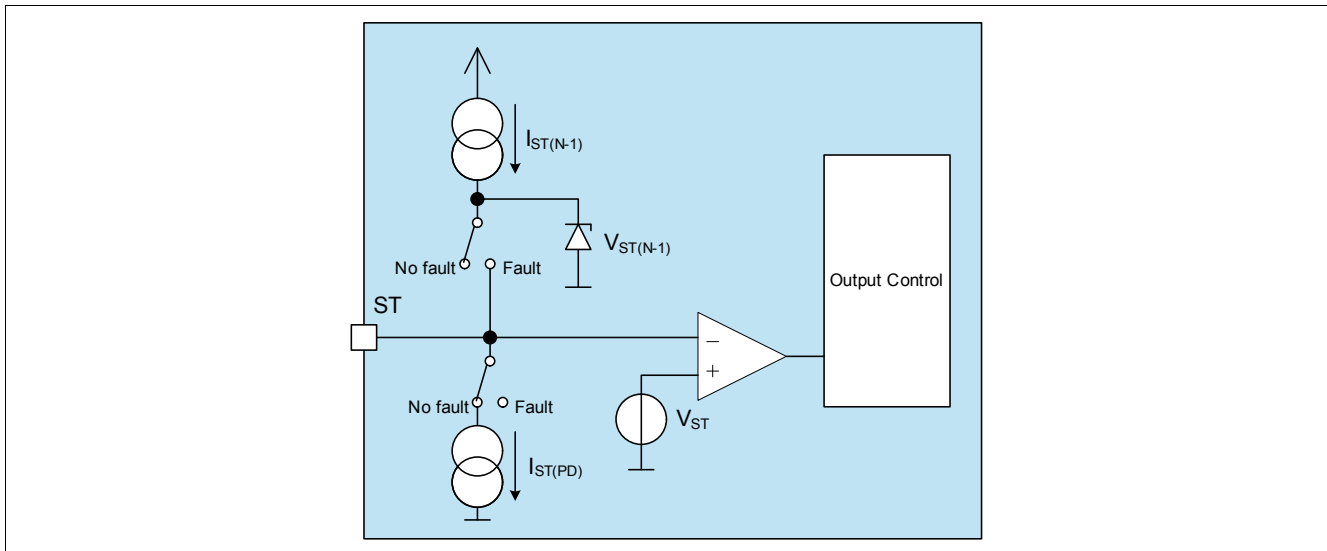 I_ST(N-1)
V_ST(N-1)
No fault
Fault
ST
Output Control
−
+
No fault
Fault
V_ST
I_ST(PD)